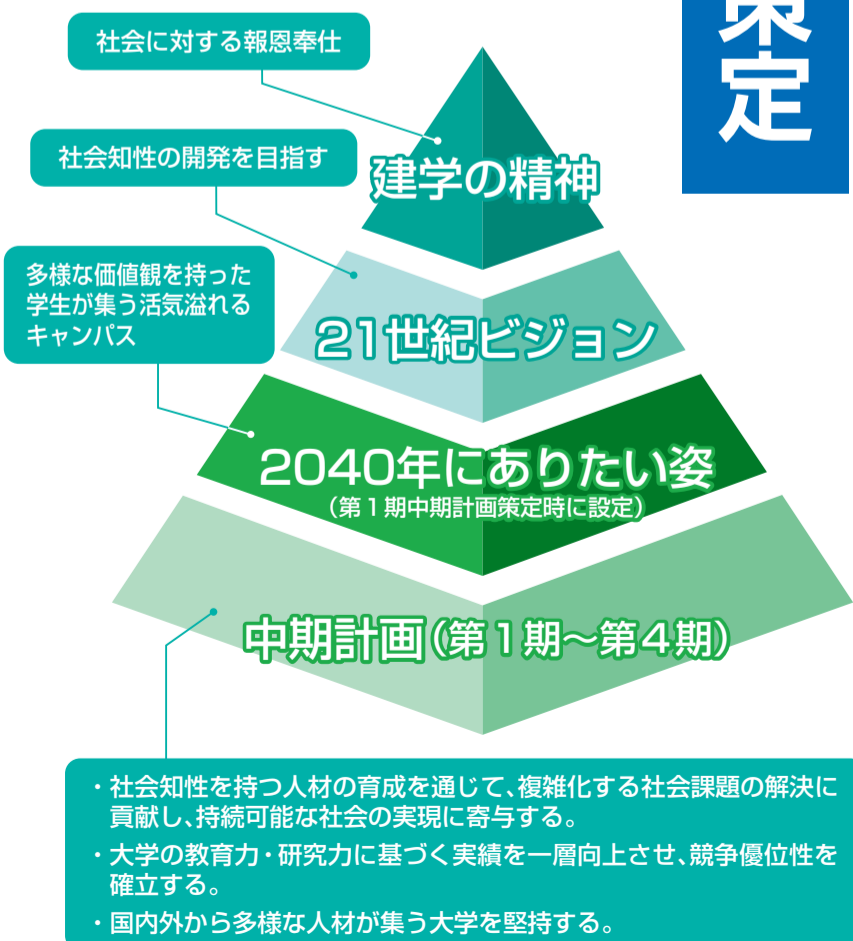 策定
社会に対する報恩奉仕
建学の精神
社会知性の開発を目指す
21世紀ビジョン
多様な価値観を持った
学生が集う活気溢れる
キャンパス
2040年にありたい姿
（第１期中期計画策定時に設定）
中期計画（第１期～第４期）
・社会知性を持つ人材の育成を通じて、複雑化する社会課題の解決に
貢献し、持続可能な社会の実現に寄与する。
・大学の教育力・研究力に基づく実績を一層向上させ、競争優位性を
確立する。
・国内外から多様な人材が集う大学を堅持する。